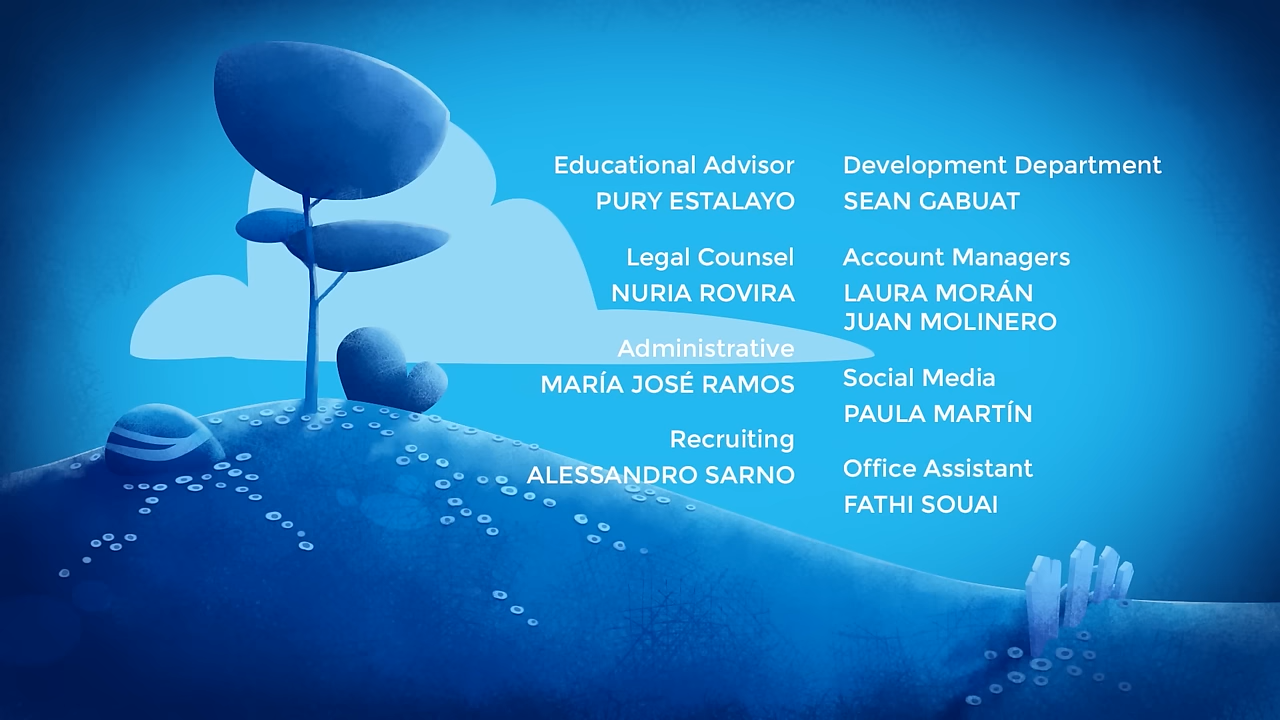 Educational Advisor
PURY ESTALAYO
Legal Counsel
NURIA ROVIRA
Administrative
MARÍA JOSÉ RAMOS
Recruiting
ALESSANDRO SARNO
Development Department
SEAN GABUAT
Account Managers
LAURA MORÁN
JUAN MOLINERO
Social Media
PAULA MARTÍN
Office Assistant
FATHI SOUAI